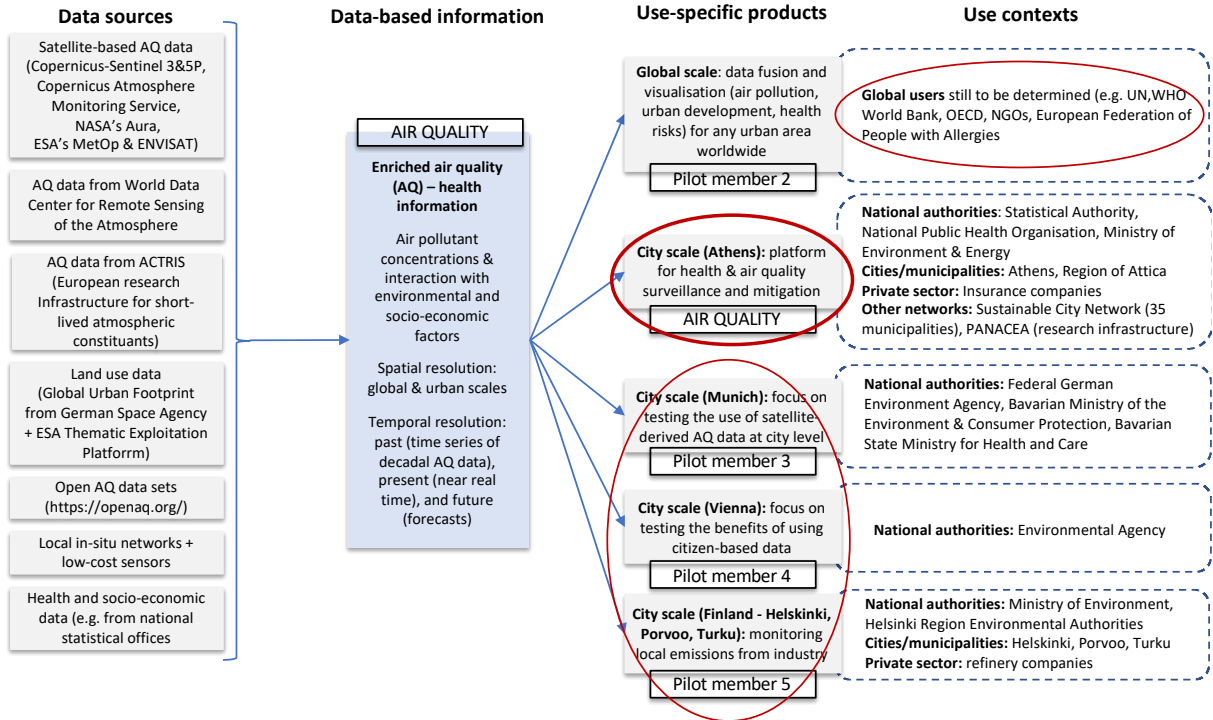 Data sources
Satellite-based AQ data
(Copernicus-Sentinel 3&5P,
Copernicus Atmosphere
Monitoring Service,
NASA's Aura,
ESA's MetOp & ENVISAT)
AQ data from World Data
Center for Remote Sensing
of the Atmosphere
AQ data from ACTRIS
(European research
Infrastructure for short-
lived atmospheric
constituants)
Land use data
(Global Urban Footprint
from German Space Agency
+ ESA Thematic Exploitation
Platforrm)
Open AQ data sets
(https://openaq.org/)
Local in-situ networks +
low-cost sensors
Health and socio-economic
data (e.g. from national
statistical offices
Data-based information
AIR QUALITY
Enriched air quality
(AQ) – health
information
Air pollutant
concentrations &
interaction with
environmental and
socio-economic
factors
Spatial resolution:
global & urban scales
Temporal resolution:
past (time series of
decadal AQ data),
present (near real
time), and future
(forecasts)
Use-specific products
Global scale: data fusion and
visualisation (air pollution,
urban development, health
risks) for any urban area
worldwide
Pilot member 2
City scale (Athens): platform
for health & air quality
surveillance and mitigation
AIR QUALITY
City scale (Munich): focus on
testing the use of satellite-
derived AQ data at city level
Pilot member 3
City scale (Vienna): focus on
testing the benefits of using
citizen-based data
Pilot member 4
City scale (Finland - Helskinki,
Porvoo, Turku): monitoring
local emissions from industry
Pilot member 5
Use contexts
Global users still to be determined (e.g. UN,WHO
World Bank, OECD, NGOs, European Federation of
People with Allergies
National authorities: Statistical Authority,
National Public Health Organisation, Ministry of
Environment & Energy
Cities/municipalities: Athens, Region of Attica
Private sector: Insurance companies
Other networks: Sustainable City Network (35
municipalities), PANACEA (research infrastructure)
National authorities: Federal German
Environment Agency, Bavarian Ministry of the
Environment & Consumer Protection, Bavarian
State Ministry for Health and Care
National authorities: Environmental Agency
National authorities: Ministry of Environment,
Helsinki Region Environmental Authorities
Cities/municipalities: Helskinki, Porvoo, Turku
Private sector: refinery companies